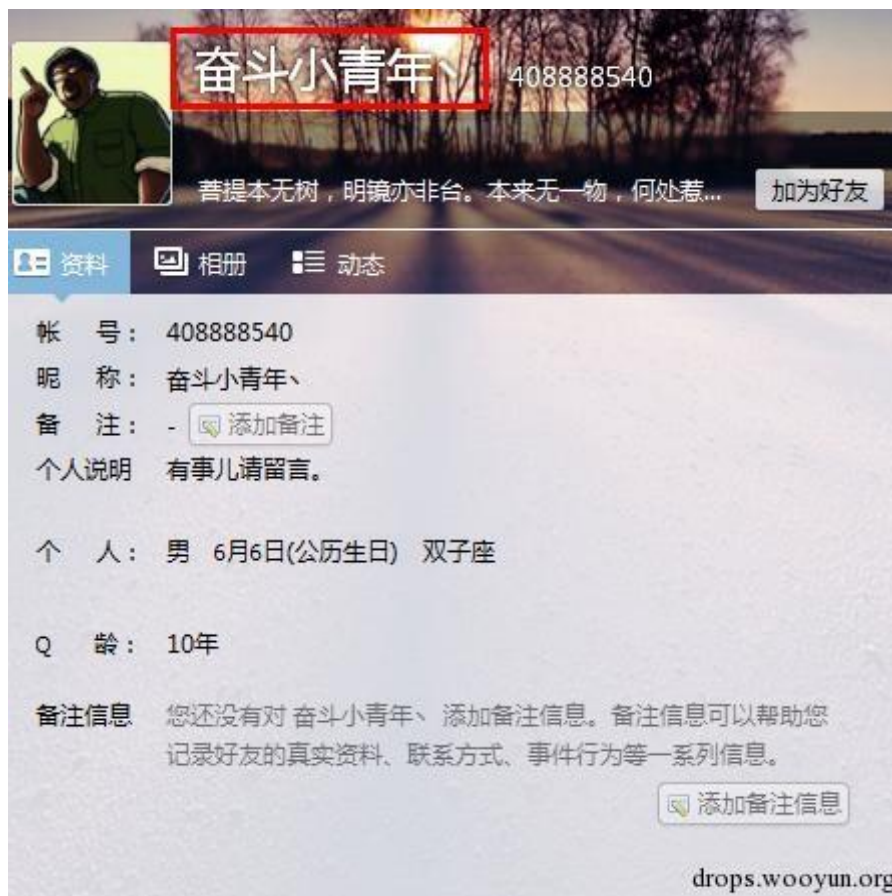 奋斗小青年丶 408888540
菩提本无树，明镜亦非台。本来无一物，何处惹... 加为好友
资料 相册 动态
帐 号： 408888540
昵 称： 奋斗小青年丶
备 注： - 添加备注
个人说明 有事儿请留言。
个 人： 男 6月6日(公历生日) 双子座
Q 龄： 10年
备注信息 您还没有对 奋斗小青年丶 添加备注信息。备注信息可以帮助您
记录好友的真实资料、联系方式、事件行为等一系列信息。
添加备注信息
drops.wooyun.org